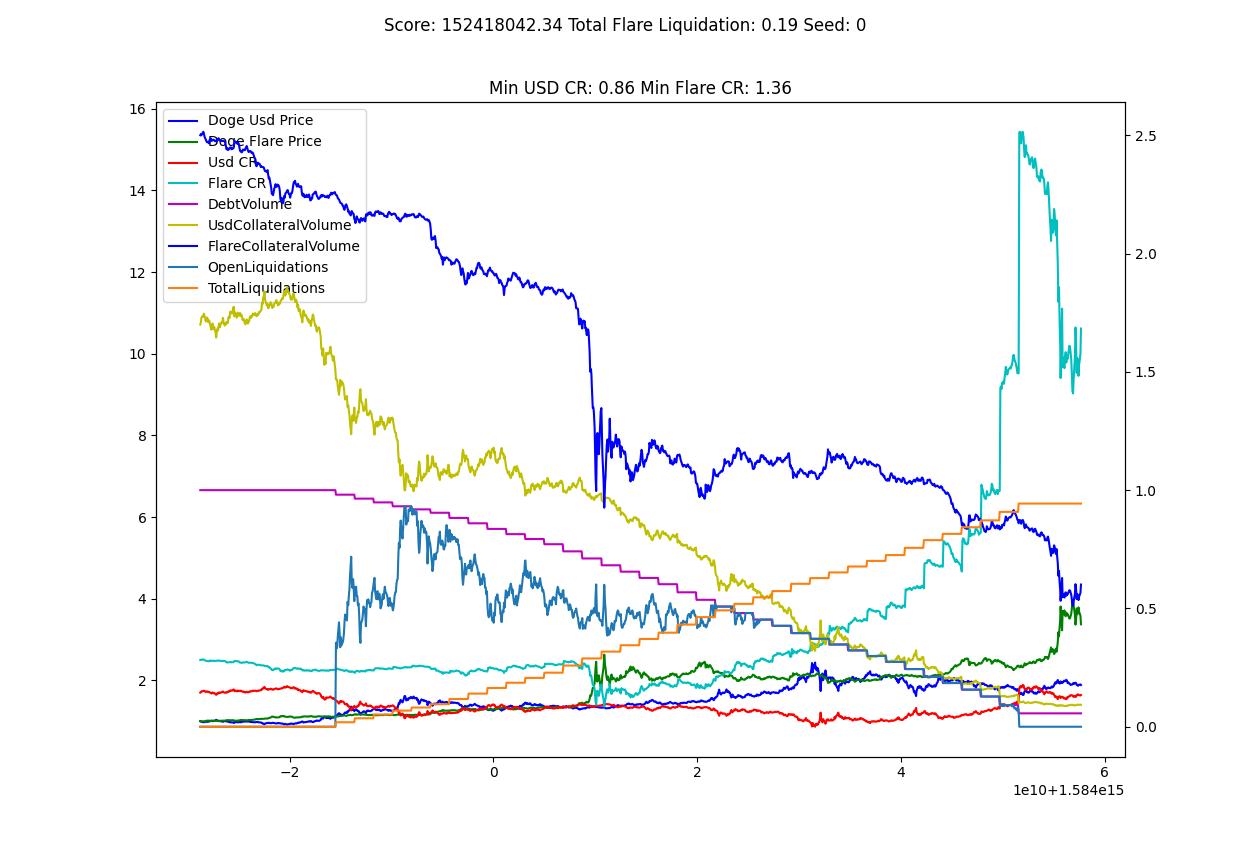 Score: 152418042.34 Total Flare Liquidation: 0.19 Seed: 0
Min USD CR: 0.86 Min Flare CR: 1.36
16
14
12
10
8
6
4
2
Doge Usd Price
Doge Flare Price
Usd CR
Flare CR
DebtVolume
UsdCollateralVolume
FlareCollateralVolume
OpenLiquidations
TotalLiquidations
2.5
2.0
1.5
1.0
0.5
0.0
−2 0 2 4 6
1e10+1.584e15